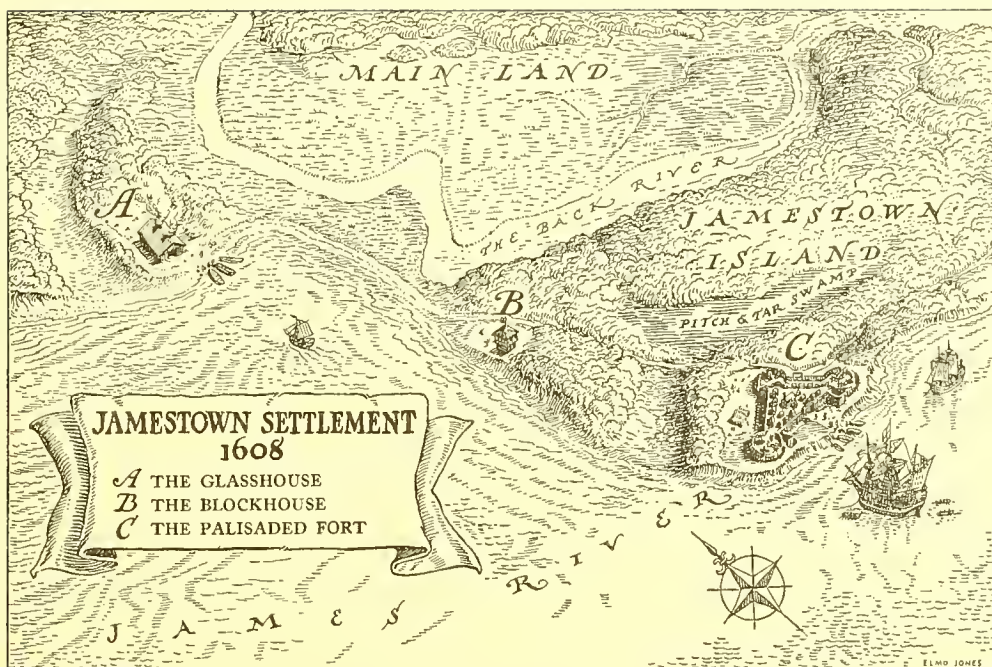 MAIN LAND
A
THE BACK RIVER
JAMESTOWN
ISLAND
B
PITCH & TAR SWAMP
C
JAMESTOWN SETTLEMENT
1608
A THE GLASSHOUSE
B THE BLOCKHOUSE
C THE PALISADED FORT
JAMES RIVER
ELMO JONES